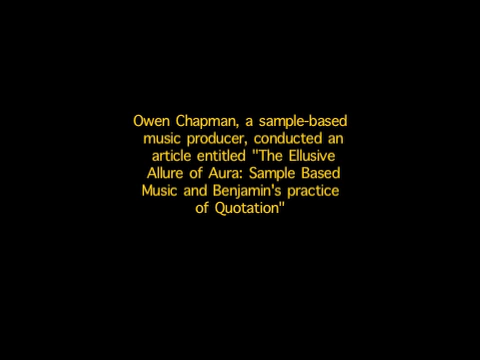 Owen Chapman, a sample-based
music producer, conducted an
article entitled "The Ellusive
Allure of Aura: Sample Based
Music and Benjamin's practice
of Quotation"